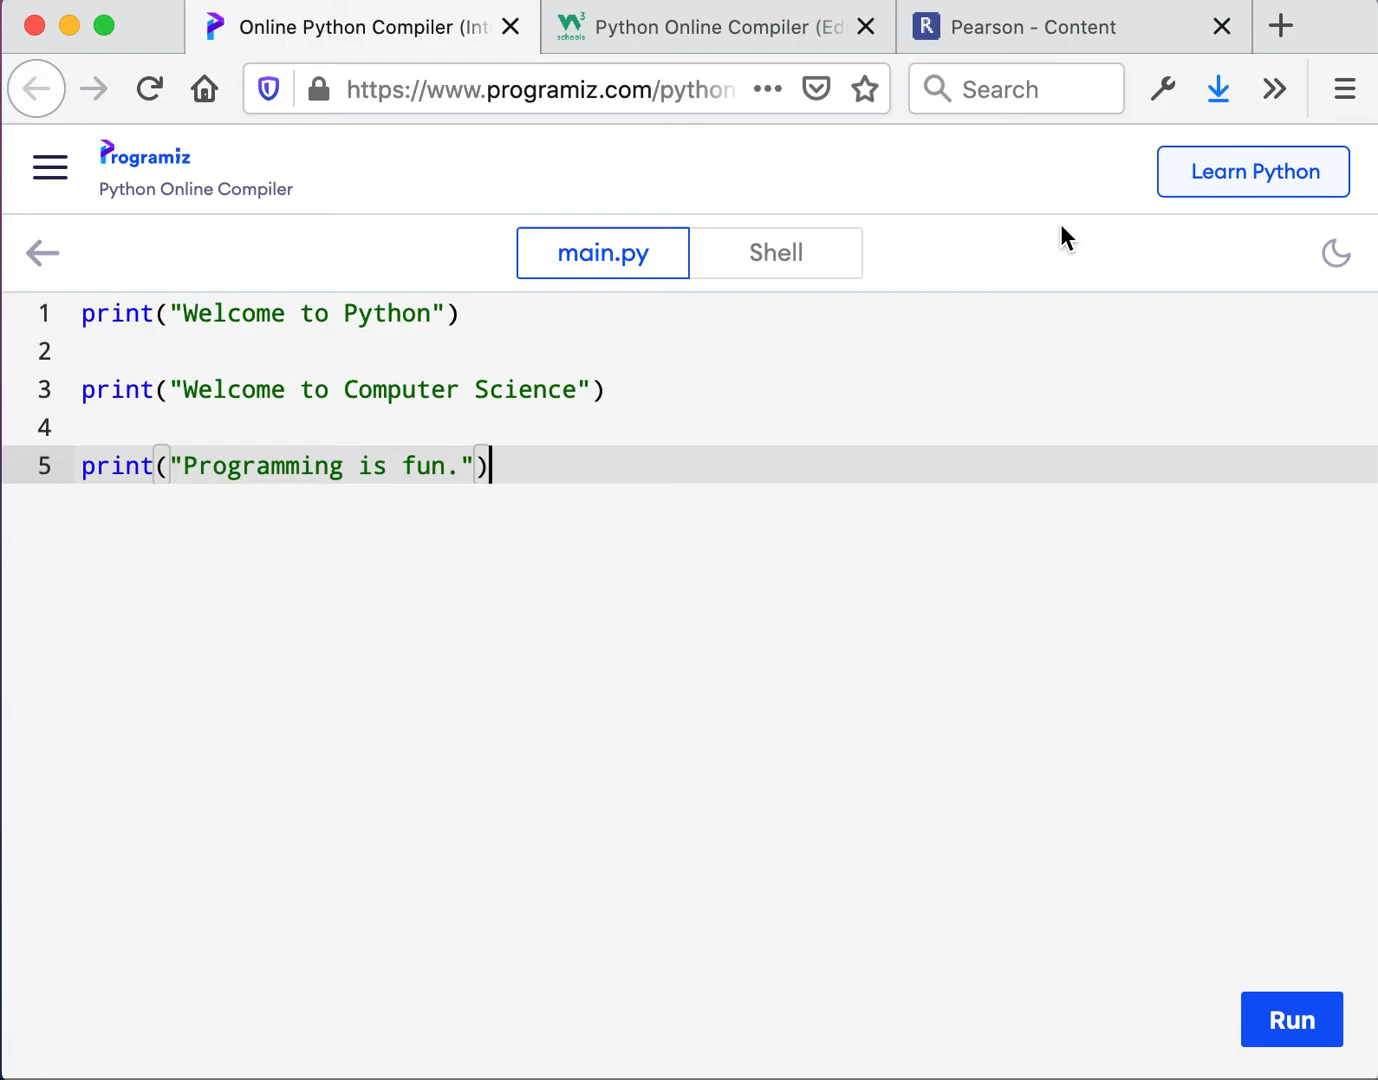 Online Python Compiler (Int
Python Online Compiler (Ed
R Pearson - Content
https://www.programiz.com/python
Search
Programiz
Python Online Compiler
Learn Python
main.py
Shell
1 print("Welcome to Python")
2
3 print("Welcome to Computer Science")
4
5 print("Programming is fun.")
Run